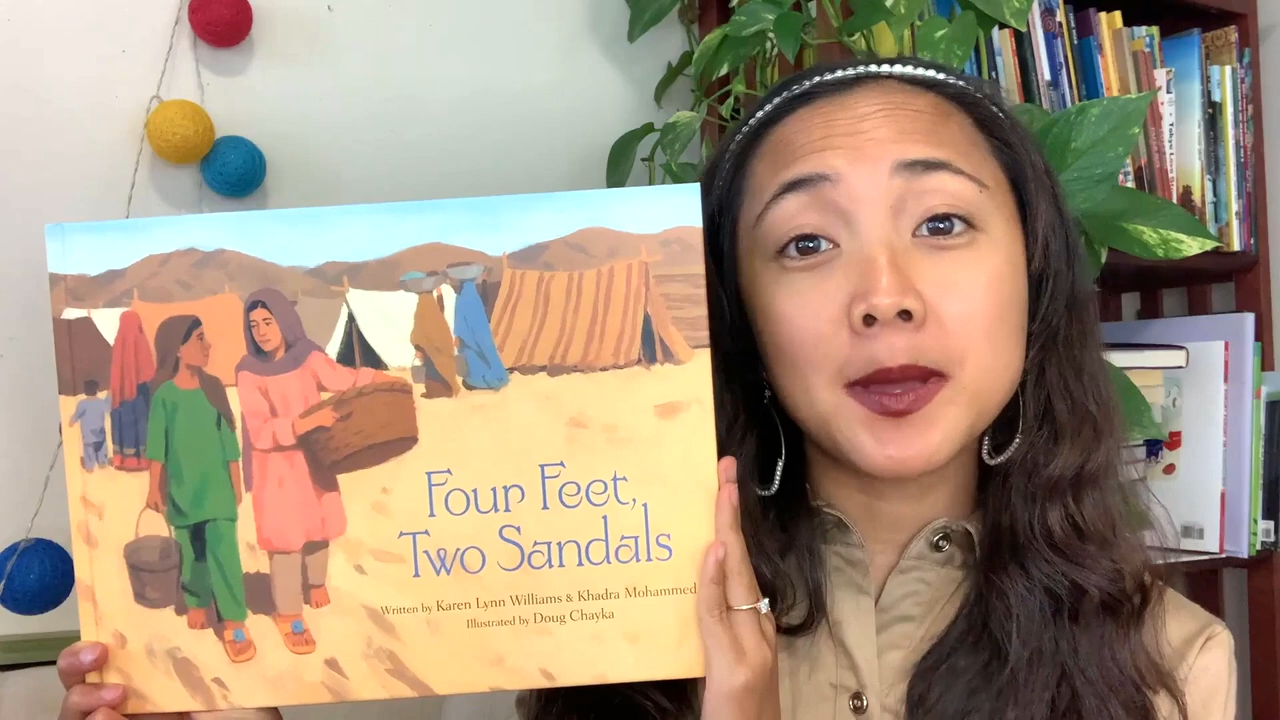 Four Feet,
Two Sandals
Written by Karen Lynn Williams & Khadra Mohammed
Illustrated by Doug Chayka